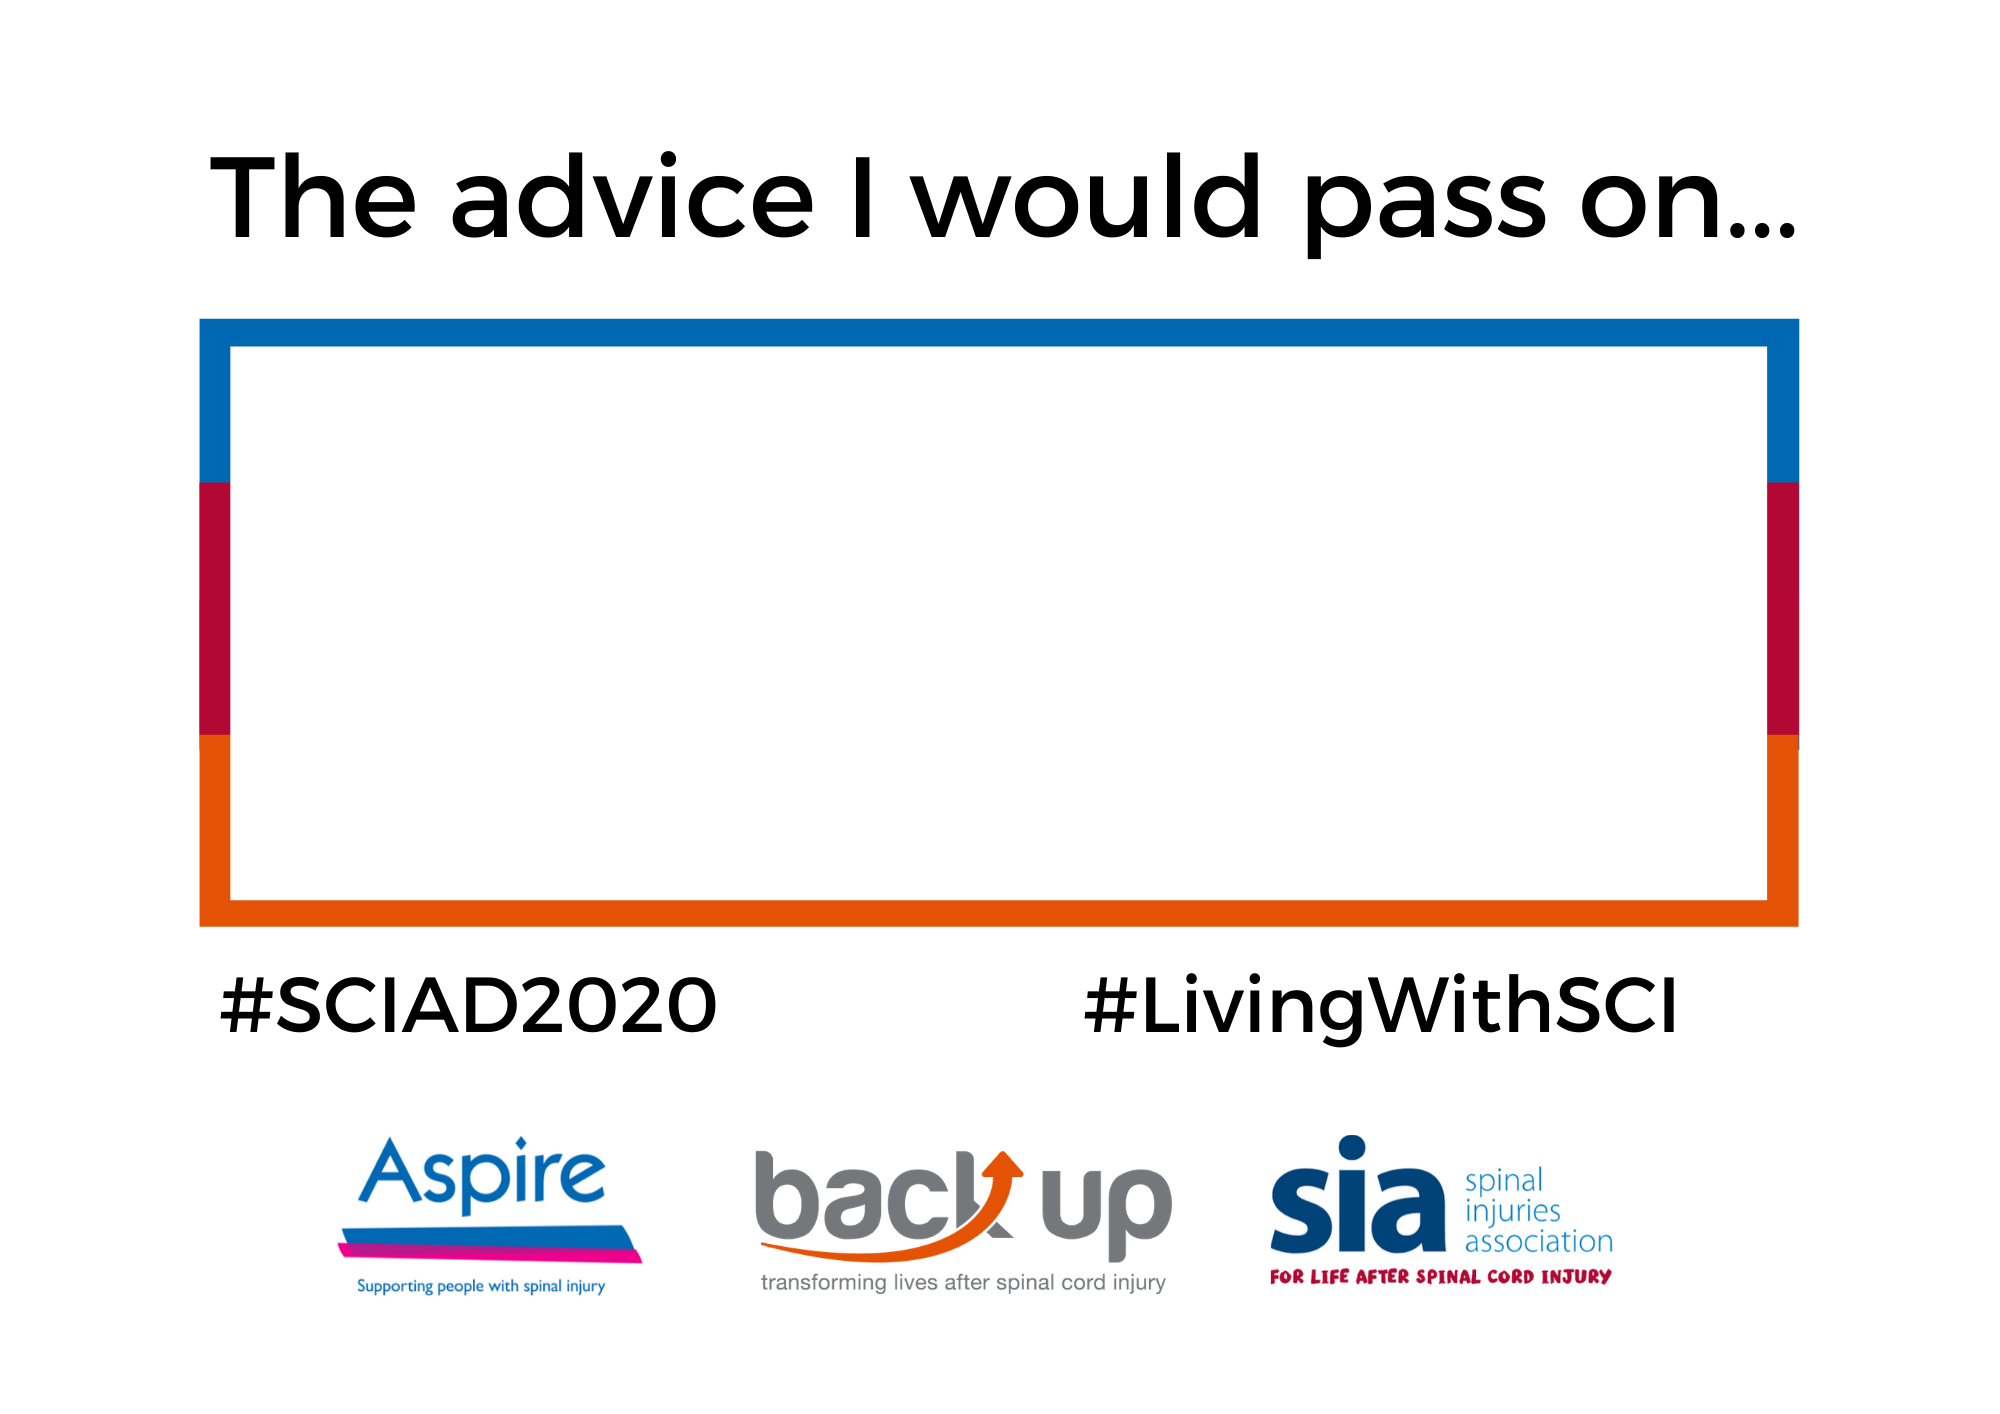 The advice I would pass on...
#SCIAD2020
#LivingWithSCI
Aspire
Supporting people with spinal injury
back up
transforming lives after spinal cord injury
sia
spinal
injuries
association
FOR LIFE AFTER SPINAL CORD INJURY